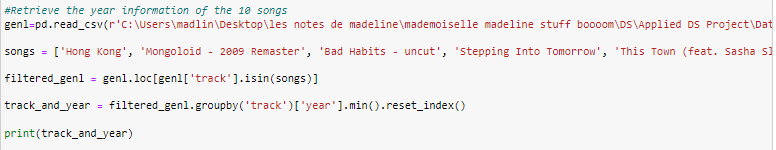 #Retrieve the year information of the 10 songs
genl=pd.read_csv(r'C:\Users\madlin\Desktop\les notes de madeline\mademoiselle madeline stuff boooom\DS\Applied DS Project\Dat
songs = ['Hong Kong', 'Mongoloid - 2009 Remaster', 'Bad Habits - uncut', 'Stepping Into Tomorrow', 'This Town (feat. Sasha Sl
filtered_genl = genl.loc[genl['track'].isin(songs)]
track_and_year = filtered_genl.groupby('track')['year'].min().reset_index()
print(track_and_year)